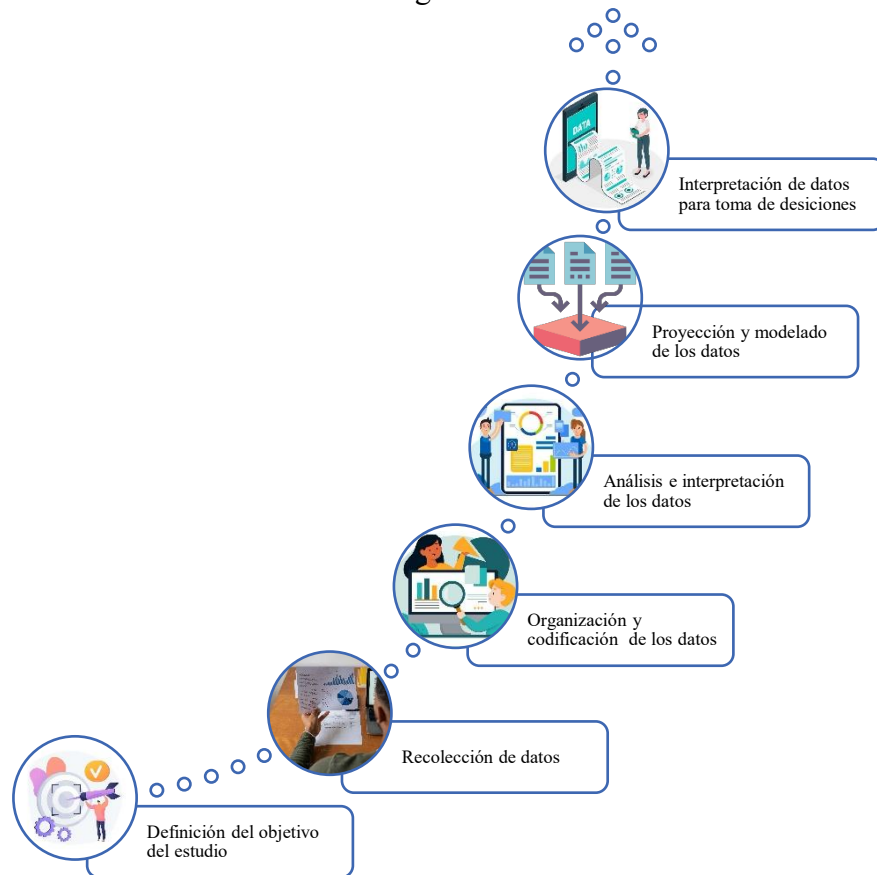 Interpretación de datos
para toma de desiciones
Proyección y modelado
de los datos
Análisis e interpretación
de los datos
Organización y
codificación de los datos
Recolección de datos
Definición del objetivo
del estudio
DATA